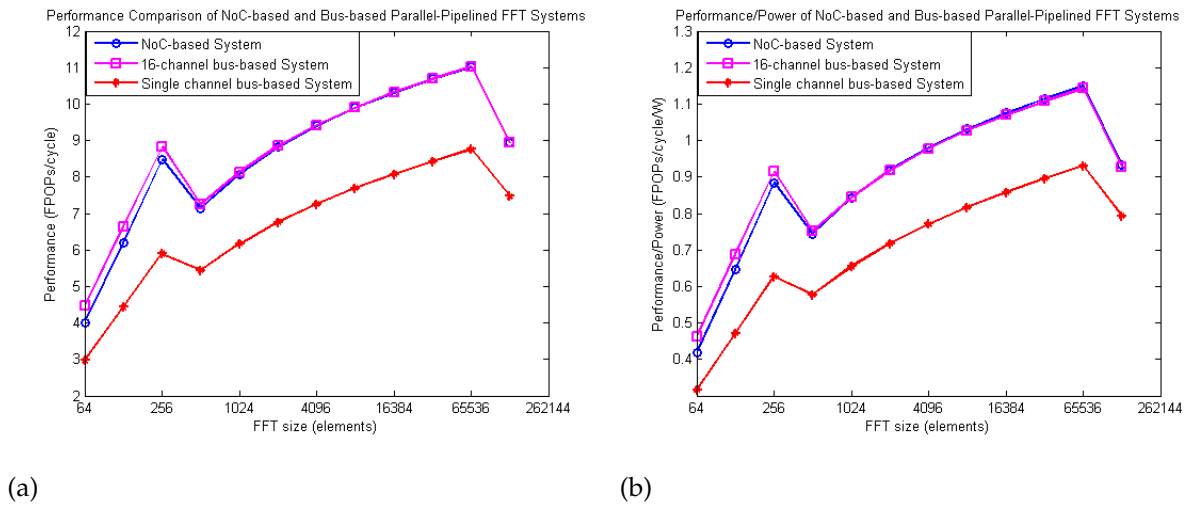 Performance Comparison of NoC-based and Bus-based Parallel-Pipelined FFT Systems
12
11
10
9
8
7
6
5
4
3
2
Performance (FPOPs/cycle)
NoC-based System
16-channel bus-based System
Single channel bus-based System
64 256 1024 4096 16384 65536 262144
FFT size (elements)
(a)
Performance/Power of NoC-based and Bus-based Parallel-Pipelined FFT Systems
1.3
1.2
1.1
1
0.9
0.8
0.7
0.6
0.5
0.4
Performance/Power (FPOPs/cycle/W)
NoC-based System
16-channel bus-based System
Single channel bus-based System
64 256 1024 4096 16384 65536 262144
FFT size (elements)
(b)